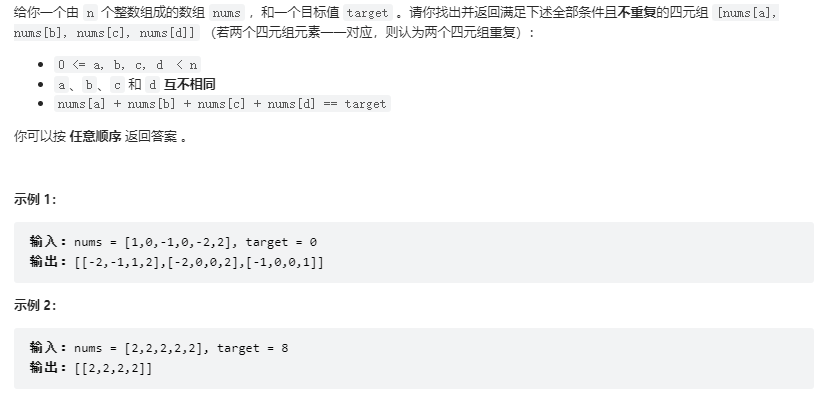 给你一个由 n 个整数组成的数组 nums ，和一个目标值 target 。请你找出并返回满足下述全部条件且不重复的四元组 [nums[a],
nums[b], nums[c], nums[d]] （若两个四元组元素一一对应，则认为两个四元组重复）：
0 <= a, b, c, d < n
a、b、c 和 d 互不相同
nums[a] + nums[b] + nums[c] + nums[d] == target
你可以按 任意顺序 返回答案 。
示例 1：
输入：nums = [1,0,-1,0,-2,2], target = 0
输出：[[-2,-1,1,2],[-2,0,0,2],[-1,0,0,1]]
示例 2：
输入：nums = [2,2,2,2,2], target = 8
输出：[[2,2,2,2]]